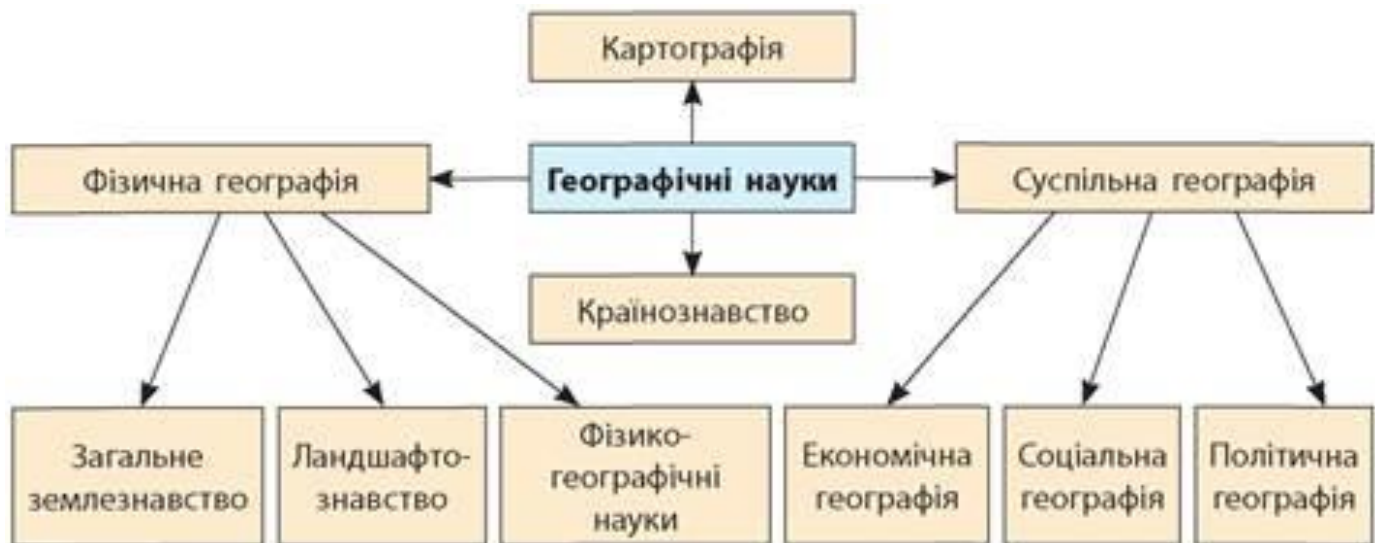 Картографія
Фізична географія
Географічні науки
Суспільна географія
Країнознавство
Загальне
землезнавство
Ландшафто-
знавство
Фізико-
географічні
науки
Економічна
географія
Соціальна
географія
Політична
географія